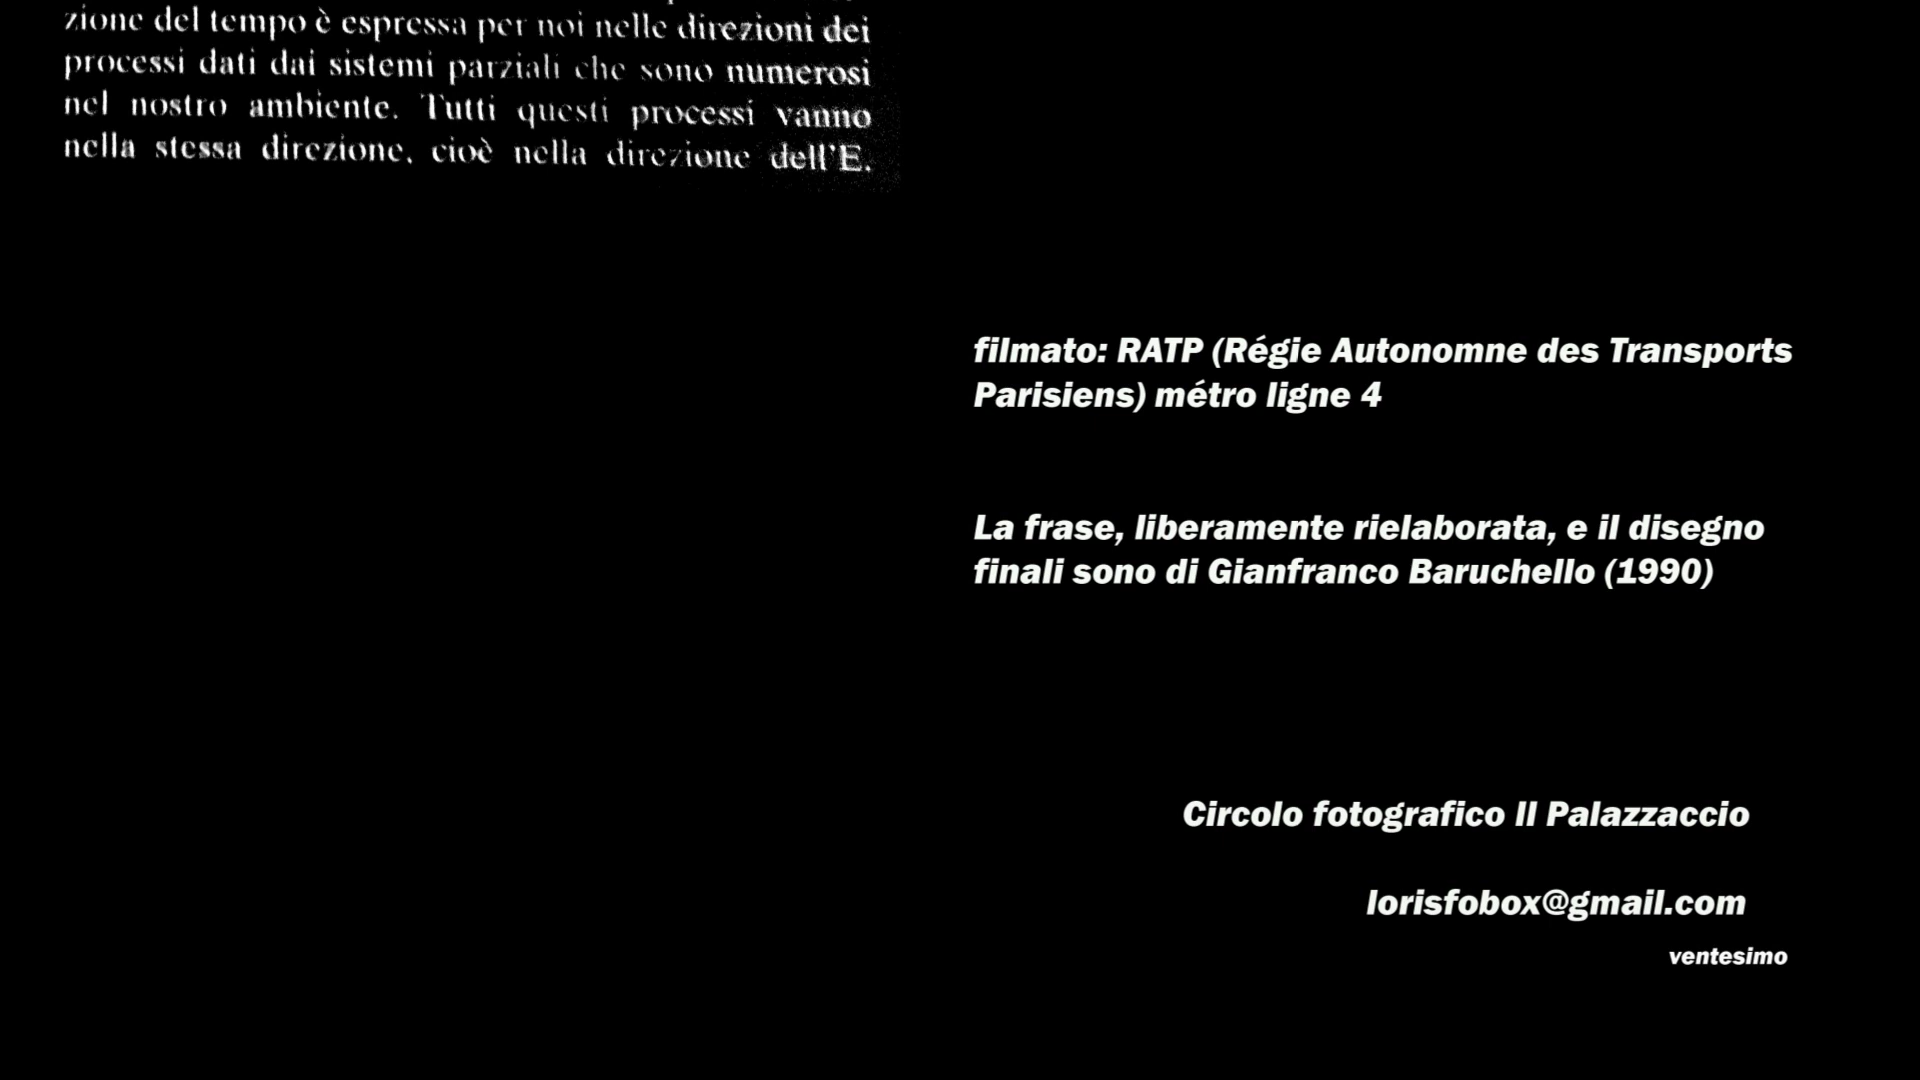 zione del tempo è espressa per noi nelle direzioni dei
processi dati dai sistemi parziali che sono numerosi
nel nostro ambiente. Tutti questi processi vanno
nella stessa direzione, cioè nella direzione dell'E.
filmato: RATP (Régie Autonomne des Transports
Parisiens) métro ligne 4
La frase, liberamente rielaborata, e il disegno
finali sono di Gianfranco Baruchello (1990)
Circolo fotografico Il Palazzaccio
lorisfobox@gmail.com
ventesimo